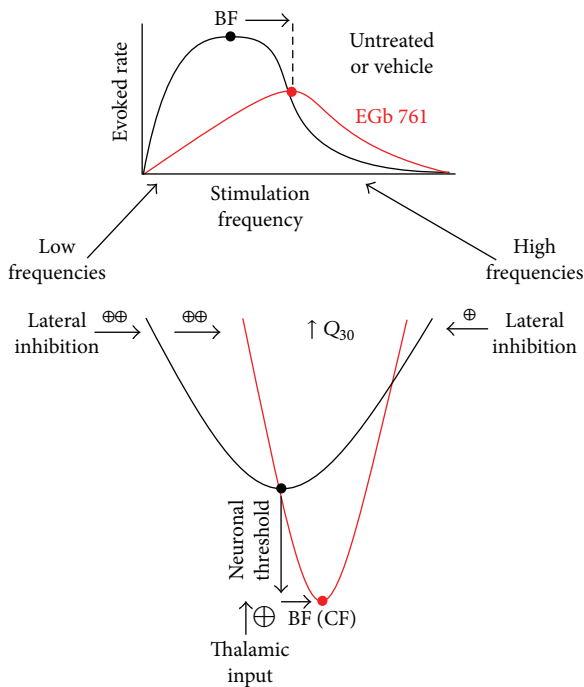 BF
Untreated
or vehicle
EGb 761
Evoked rate
Stimulation
frequency
Low
frequencies
High
frequencies
Lateral
inhibition
⊕⊕
⊕⊕
↑ Q30
⊕
Lateral
inhibition
Neuronal
threshold
⊕
BF (CF)
Thalamic
input